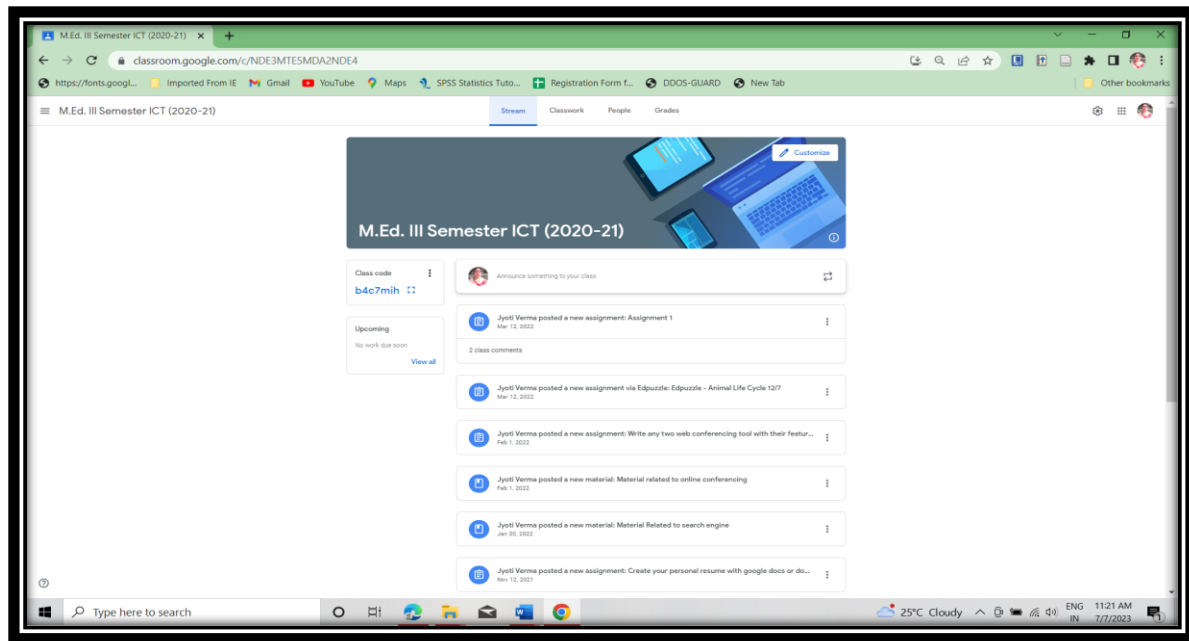 M.Ed. III Semester ICT (2020-21)
classroom.google.com/c/NDE3MTE5MDA2NDE4
https://fonts.googl... Imported From IE Gmail YouTube Maps SPSS Statistics Tuto... Registration Form f... DDOS-GUARD New Tab Other bookmarks
M.Ed. III Semester ICT (2020-21) Stream Classwork People Grades
Customize
M.Ed. III Semester ICT (2020-21)
Class code
b4c7mih
Announce something to your class
Upcoming
No work due soon
View all
Jyoti Verma posted a new assignment: Assignment 1
Mar 12, 2022
2 class comments
Jyoti Verma posted a new assignment via Edpuzzle: Edpuzzle - Animal Life Cycle 12/7
Mar 12, 2022
Jyoti Verma posted a new assignment: Write any two web conferencing tool with their featur...
Feb 1, 2022
Jyoti Verma posted a new material: Material related to online conferencing
Feb 1, 2022
Jyoti Verma posted a new material: Material Related to search engine
Jan 30, 2022
Jyoti Verma posted a new assignment: Create your personal resume with google docs or do...
Nov 12, 2021
Type here to search
25°C Cloudy
ENG
IN
11:21 AM
7/7/2023